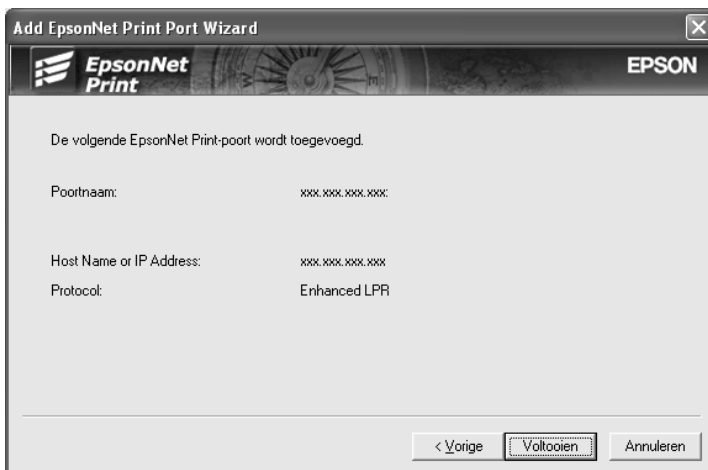 Add EpsonNet Print Port Wizard
EpsonNet
Print
EPSON
W
E
De volgende EpsonNet Print-poort wordt toegevoegd.
Poortnaam: xxx.xxx.xxx.xxx:
Host Name or IP Address: xxx.xxx.xxx.xxx
Protocol: Enhanced LPR
< Vorige Voltooien Annuleren